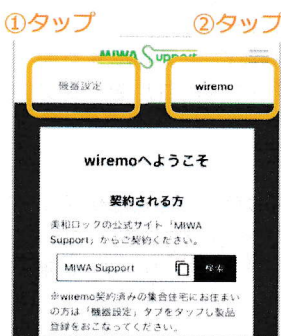 ①タップ ②タップ
MIWA Support
機器設定 wiremo
wiremoへようこそ
契約される方
美和ロックの公式サイト「MIWA
Support」からご契約ください。
MIWA Support 検索
※wiremo契約済みの集合住宅にお住まい
の方は「機器設定」タブをタップし製品
登録をおこなってください。